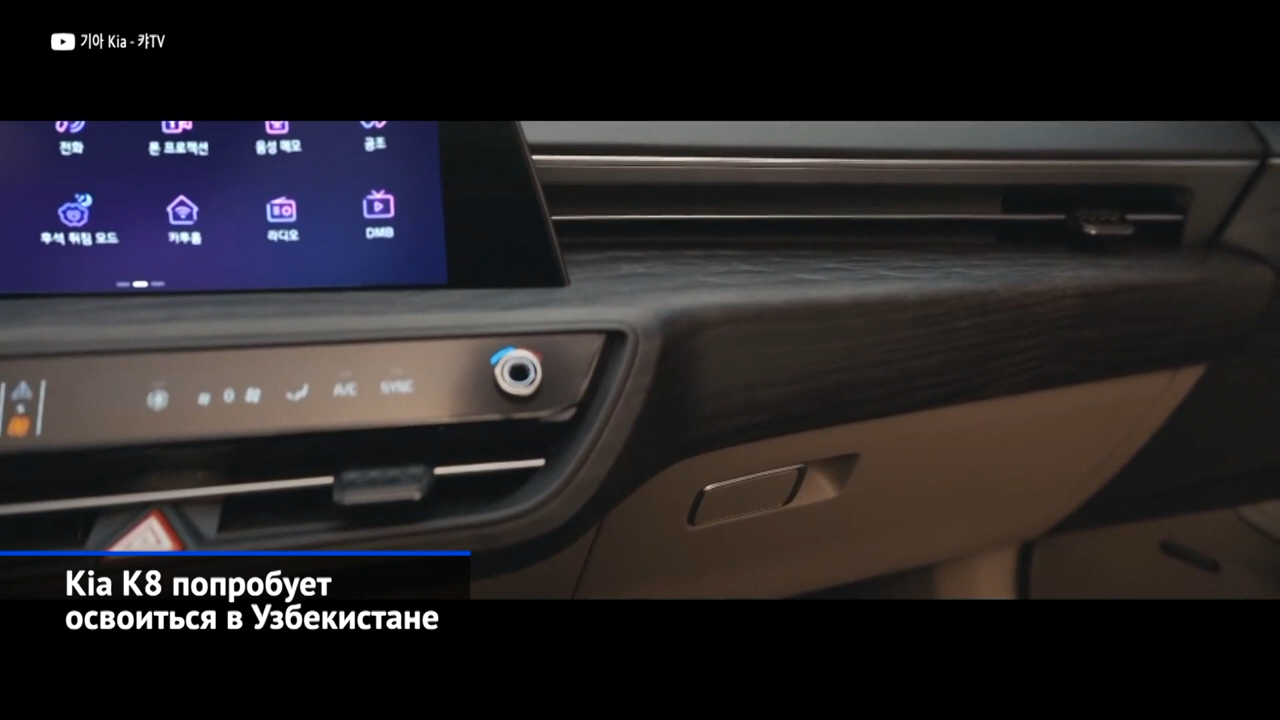 기아 Kia - 캬TV
전화 폰 프로젝션 음성 메모 공조
후석 취침 모드 카투홈 라디오 DMB
0 A/C SYNC
Kia K8 попробует
освоиться в Узбекистане